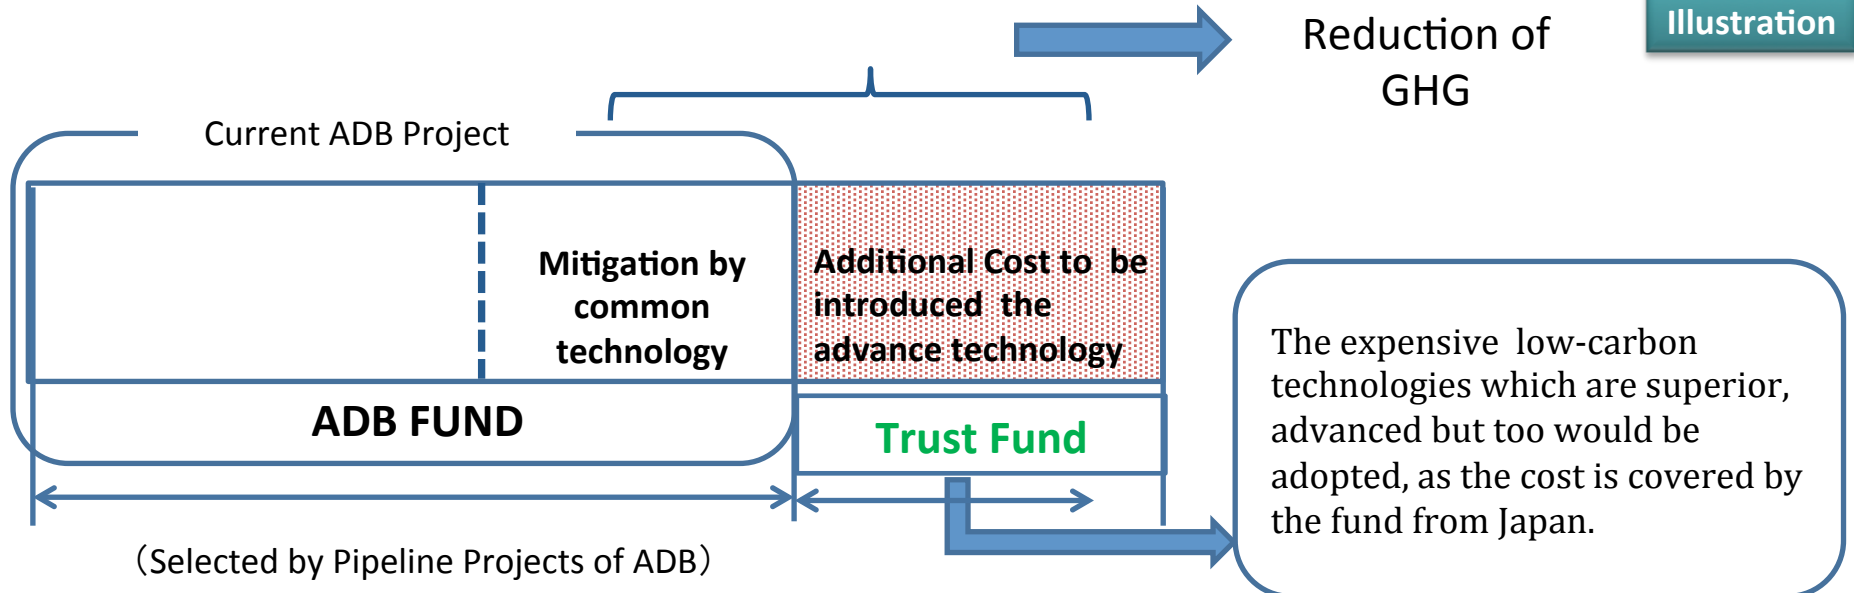 Illustration
Reduction of
GHG
Current ADB Project
Mitigation by
common
technology
Additional Cost to be
introduced the
advance technology
ADB FUND
Trust Fund
（Selected by Pipeline Projects of ADB）
The expensive low-carbon
technologies which are superior,
advanced but too would be
adopted, as the cost is covered by
the fund from Japan.